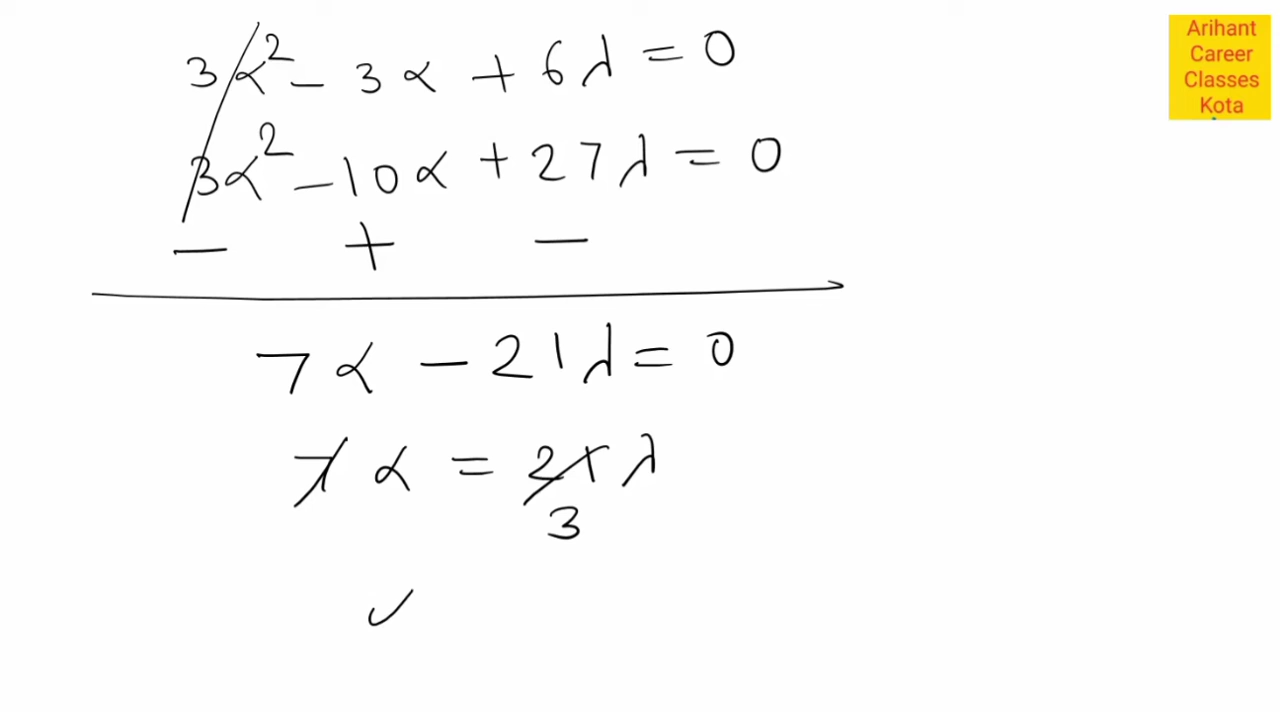 3α² - 3α + 6λ = 0
3α² - 10α + 27λ = 0
- + -
7α - 21λ = 0
7α = 21λ
3
Arihant
Career
Classes
Kota